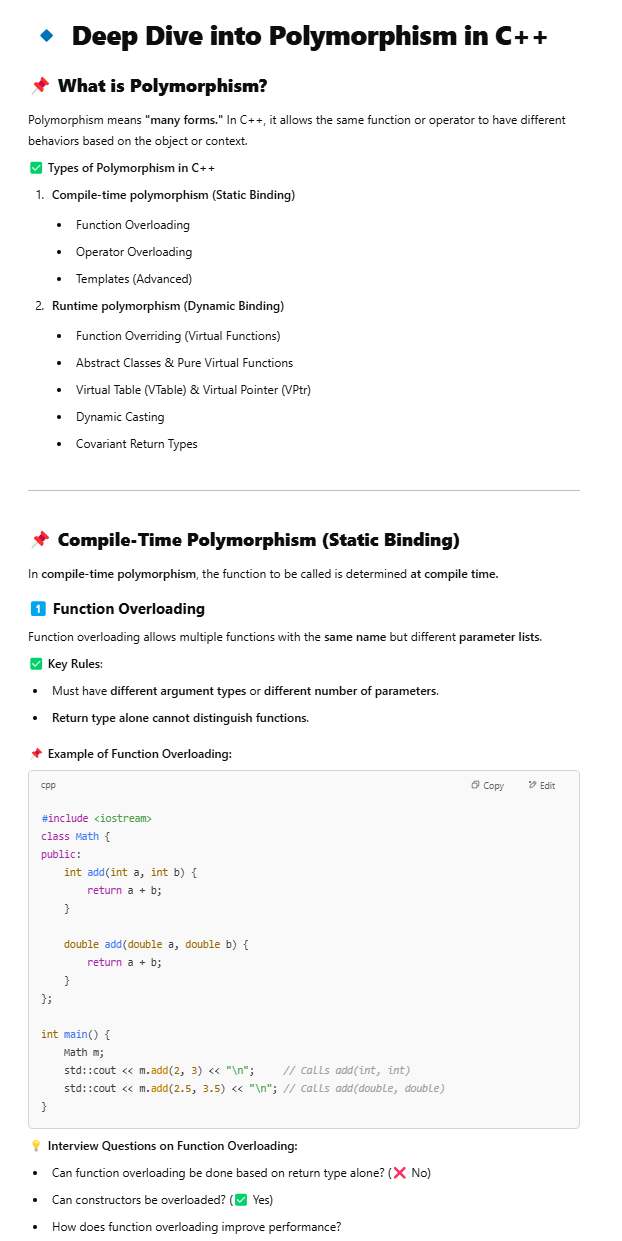 🔹 Deep Dive into Polymorphism in C++
📌 What is Polymorphism?
Polymorphism means "many forms." In C++, it allows the same function or operator to have different
behaviors based on the object or context.
✅ Types of Polymorphism in C++
1. Compile-time polymorphism (Static Binding)
• Function Overloading
• Operator Overloading
• Templates (Advanced)
2. Runtime polymorphism (Dynamic Binding)
• Function Overriding (Virtual Functions)
• Abstract Classes & Pure Virtual Functions
• Virtual Table (VTable) & Virtual Pointer (VPtr)
• Dynamic Casting
• Covariant Return Types
📌 Compile-Time Polymorphism (Static Binding)
In compile-time polymorphism, the function to be called is determined at compile time.
1️⃣ Function Overloading
Function overloading allows multiple functions with the same name but different parameter lists.
✅ Key Rules:
• Must have different argument types or different number of parameters.
• Return type alone cannot distinguish functions.
📌 Example of Function Overloading:
cpp Copy Edit
#include <iostream>
class Math {
public:
    int add(int a, int b) {
        return a + b;
    }
    double add(double a, double b) {
        return a + b;
    }
};
int main() {
    Math m;
    std::cout << m.add(2, 3) << "\n";     // Calls add(int, int)
    std::cout << m.add(2.5, 3.5) << "\n"; // Calls add(double, double)
}
💡 Interview Questions on Function Overloading:
• Can function overloading be done based on return type alone? (❌ No)
• Can constructors be overloaded? (✅ Yes)
• How does function overloading improve performance?